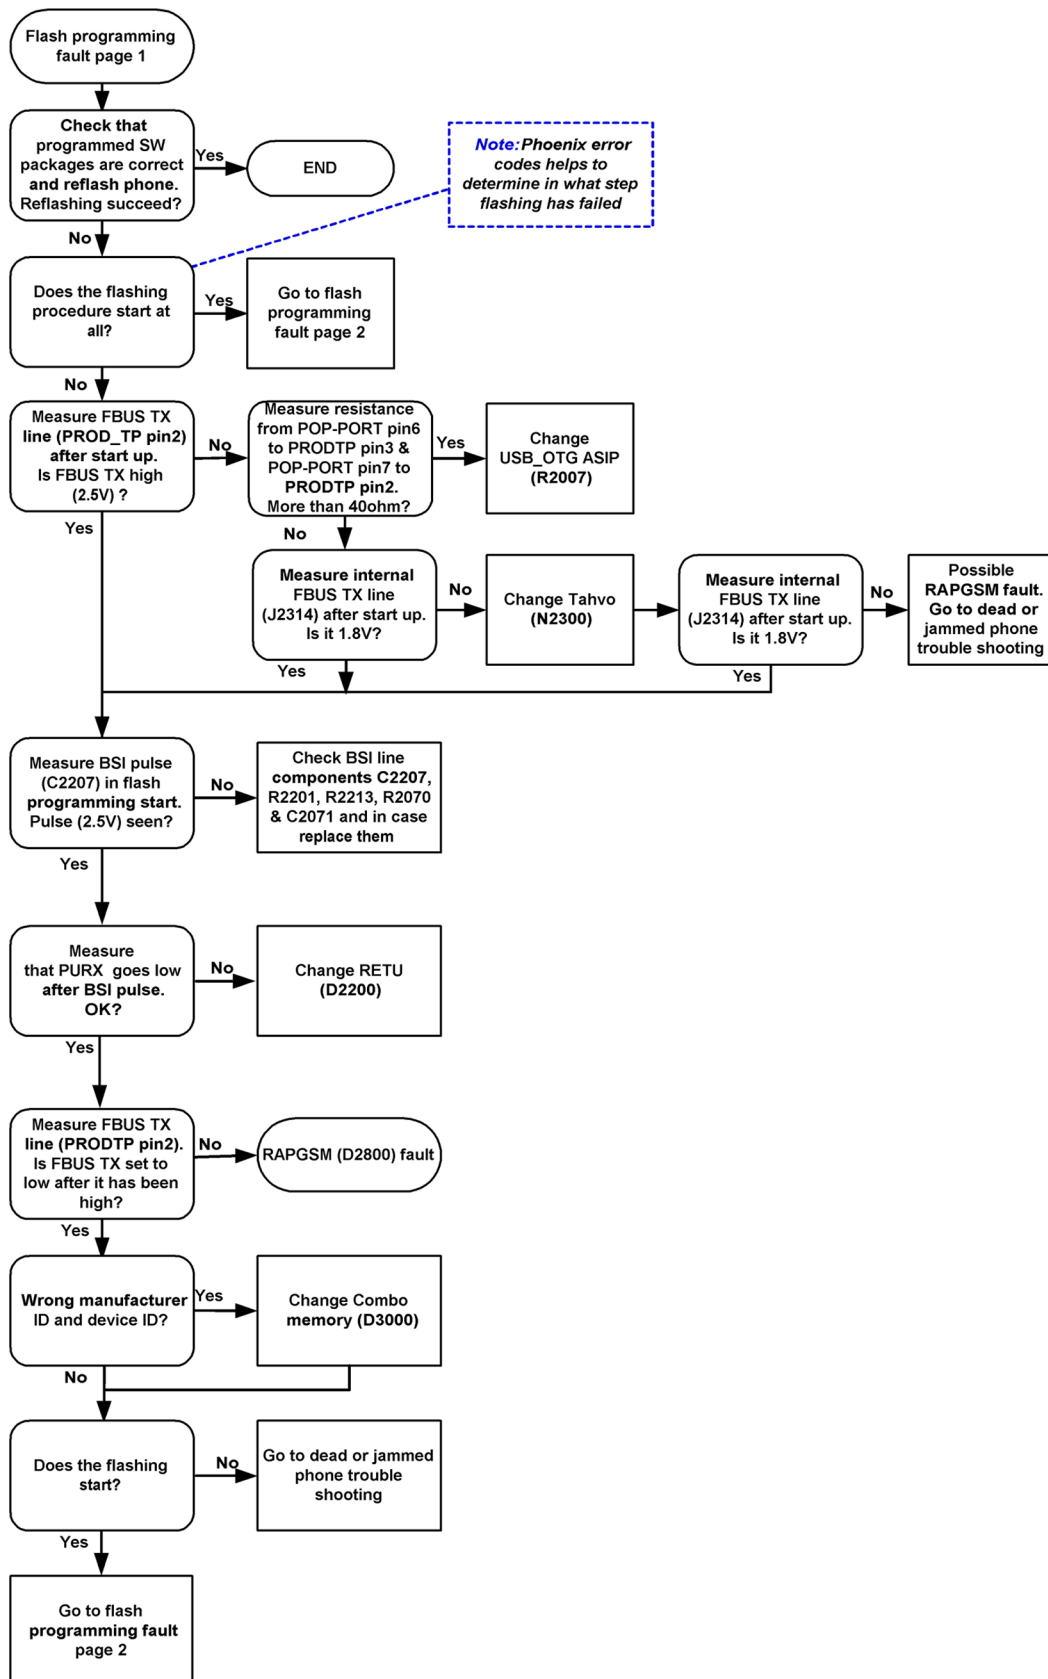 Flash programming
fault page 1
Check that
programmed SW
packages are correct
and reflash phone.
Reflashing succeed?
Yes
END
Note:Phoenix error
codes helps to
determine in what step
flashing has failed
No
Does the flashing
procedure start at
all?
Yes
Go to flash
programming
fault page 2
No
Measure FBUS TX
line (PROD_TP pin2)
after start up.
Is FBUS TX high
(2.5V) ?
No
Measure resistance
from POP-PORT pin6
to PRODTP pin3 &
POP-PORT pin7 to
PRODTP pin2.
More than 40ohm?
Yes
Change
USB_OTG ASIP
(R2007)
Yes
No
Measure internal
FBUS TX line
(J2314) after start up.
Is it 1.8V?
No
Change Tahvo
(N2300)
Measure internal
FBUS TX line
(J2314) after start up.
Is it 1.8V?
No
Possible
RAPGSM fault.
Go to dead or
jammed phone
trouble shooting
Yes
Yes
Measure BSI pulse
(C2207) in flash
programming start.
Pulse (2.5V) seen?
No
Check BSI line
components C2207,
R2201, R2213, R2070
& C2071 and in case
replace them
Yes
Measure
that PURX goes low
after BSI pulse.
OK?
No
Change RETU
(D2200)
Yes
Measure FBUS TX
line (PRODTP pin2).
Is FBUS TX set to
low after it has been
high?
No
RAPGSM (D2800) fault
Yes
Wrong manufacturer
ID and device ID?
Yes
Change Combo
memory (D3000)
No
Does the flashing
start?
No
Go to dead or jammed
phone trouble
shooting
Yes
Go to flash
programming fault
page 2